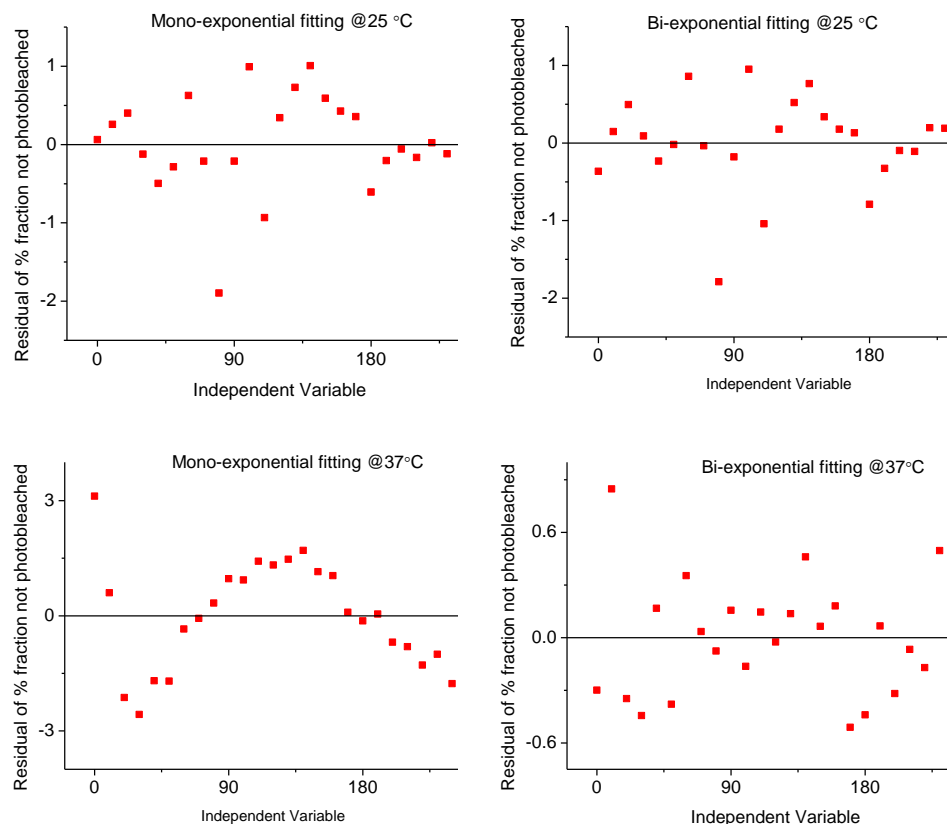 Mono-exponential fitting @25 °C
Residual of % fraction not photobleached
1
0
-1
-2
0
90
180
Independent Variable
Bi-exponential fitting @25 °C
Residual of % fraction not photobleached
1
0
-1
-2
0
90
180
Independent Variable
Mono-exponential fitting @37°C
Residual of % fraction not photobleached
3
0
-3
0
90
180
Independent Variable
Bi-exponential fitting @37°C
Residual of % fraction not photobleached
0.6
0.0
-0.6
0
90
180
Independent Variable